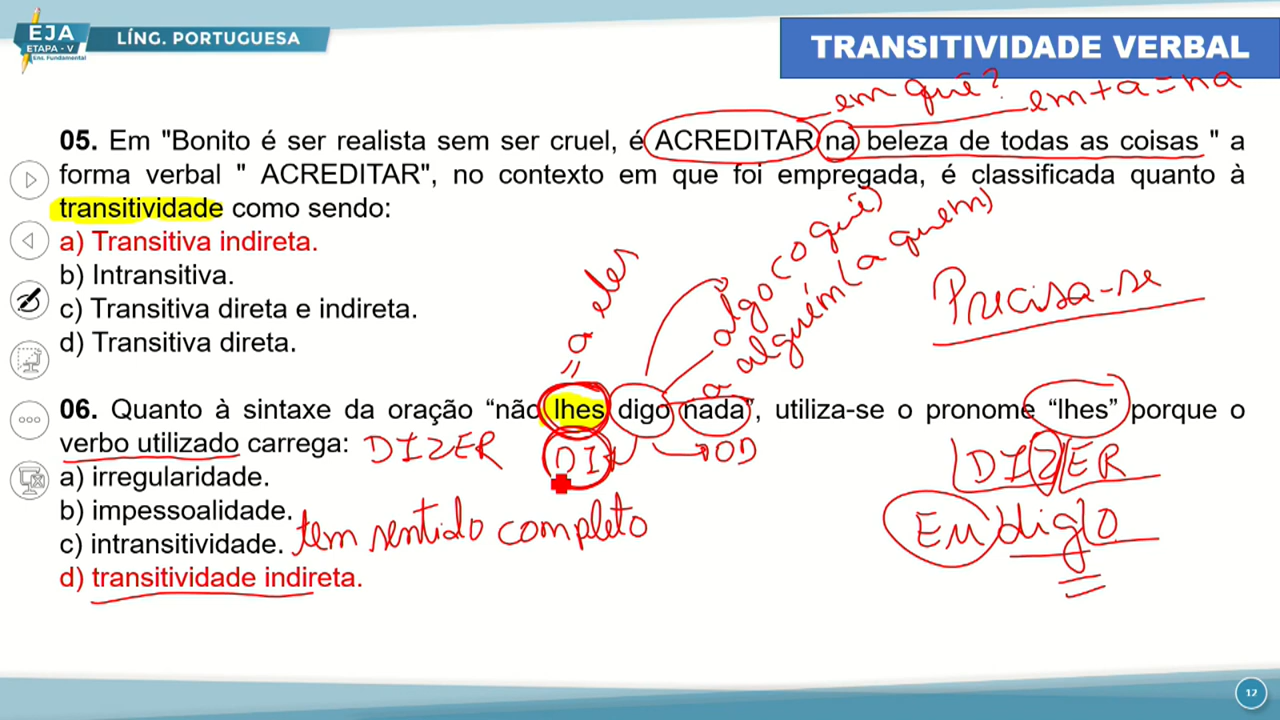 EJA
ETAPA - V
Ens. Fundamental
LÍNG. PORTUGUESA
TRANSITIVIDADE VERBAL
em quê? em+a=na
05. Em "Bonito é ser realista sem ser cruel, é ACREDITAR na beleza de todas as coisas " a
forma verbal " ACREDITAR", no contexto em que foi empregada, é classificada quanto à
transitividade como sendo:
a) Transitiva indireta.
b) Intransitiva.
c) Transitiva direta e indireta.
d) Transitiva direta.
= a eles
algo (o quê)
a alguém (a quem)
Precisa-se
06. Quanto à sintaxe da oração “não lhes digo nada”, utiliza-se o pronome “lhes” porque o
verbo utilizado carrega: DIZER
OD
DIZER
a) irregularidade.
b) impessoalidade.
c) intransitividade. tem sentido completo
Eu digo
d) transitividade indireta.
12